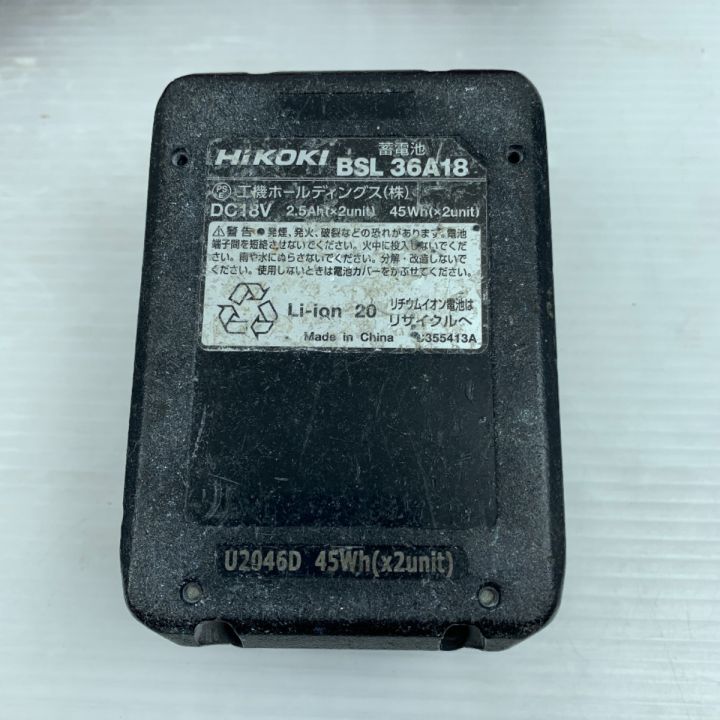 HiKOKI 蓄電池 BSL 36A18
PS E 工機ホールディングス(株)
DC18V 2.5Ah(×2unit) 45Wh(×2unit)
⚠警告 ●発煙、発火、破裂などの恐れがあります。電池
端子間を短絡させないでください。火中に投入しないでくだ
さい。雨や水にぬらさないでください。分解・改造しないで
ください。使用しないときは電池カバーをかぶせてください。
Li-ion 20 リチウムイオン電池は
リサイクルへ
Made in China 355413A
U2046D 45Wh(x2unit)